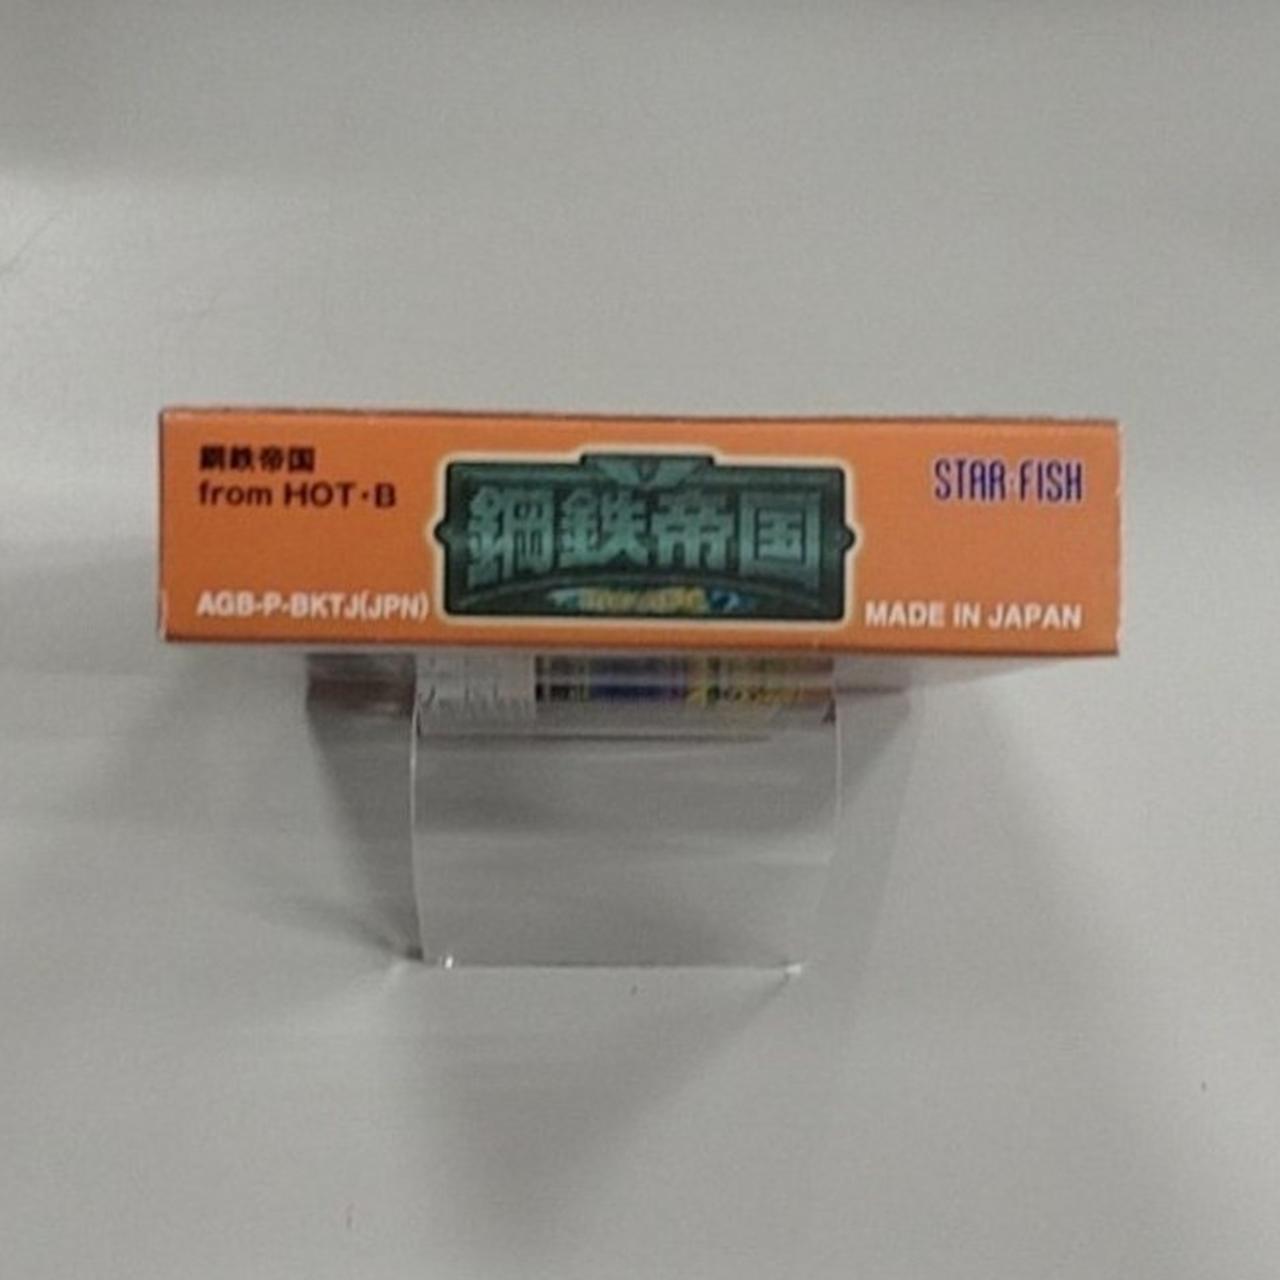 鋼鉄帝国
from HOT・B
鋼鉄帝国
STAR·FISH
AGB-P-BKTJ(JPN)
MADE IN JAPAN